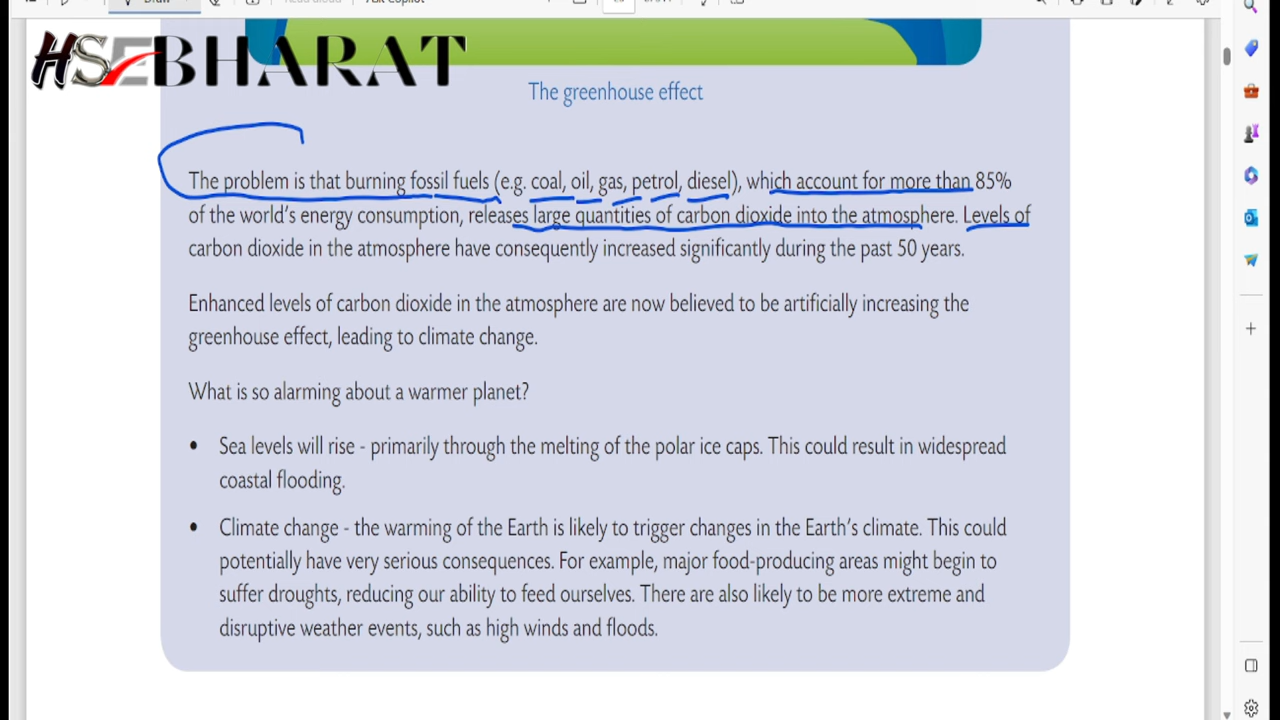 Draw
Read aloud
Ask Copilot
HSEBHARAT
The greenhouse effect
The problem is that burning fossil fuels (e.g. coal, oil, gas, petrol, diesel), which account for more than 85%
of the world's energy consumption, releases large quantities of carbon dioxide into the atmosphere. Levels of
carbon dioxide in the atmosphere have consequently increased significantly during the past 50 years.
Enhanced levels of carbon dioxide in the atmosphere are now believed to be artificially increasing the
greenhouse effect, leading to climate change.
What is so alarming about a warmer planet?
• Sea levels will rise - primarily through the melting of the polar ice caps. This could result in widespread
coastal flooding.
• Climate change - the warming of the Earth is likely to trigger changes in the Earth's climate. This could
potentially have very serious consequences. For example, major food-producing areas might begin to
suffer droughts, reducing our ability to feed ourselves. There are also likely to be more extreme and
disruptive weather events, such as high winds and floods.